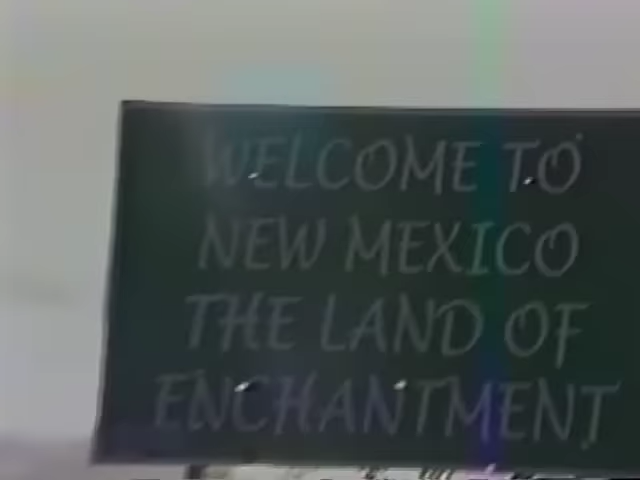 WELCOME TO
NEW MEXICO
THE LAND OF
ENCHANTMENT